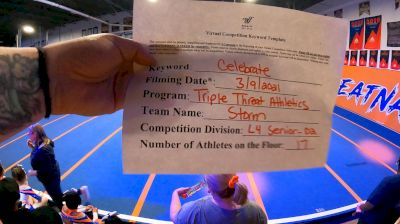 Virtual Competition Keyword Template
Keyword Celebrate
Filming Date*: 3/9/2021
Program: Triple Threat Athletics
Team Name: Storm
Competition Division: L4 Senior-D2
Number of Athletes on the Floor: 17
EATNA